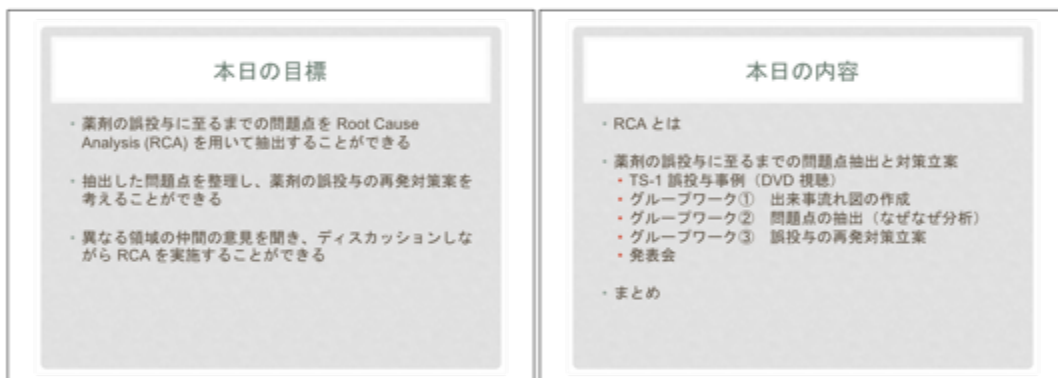 本日の目標
・薬剤の誤投与に至るまでの問題点を Root Cause
Analysis (RCA) を用いて抽出することができる
・抽出した問題点を整理し、薬剤の誤投与の再発対策案を
考えることができる
・異なる領域の仲間の意見を聞き、ディスカッションしな
がら RCA を実施することができる
本日の内容
・RCA とは
・薬剤の誤投与に至るまでの問題点抽出と対策立案
・TS-1 誤投与事例（DVD 視聴）
・グループワーク①　出来事流れ図の作成
・グループワーク②　問題点の抽出（なぜなぜ分析）
・グループワーク③　誤投与の再発対策立案
・発表会
・まとめ